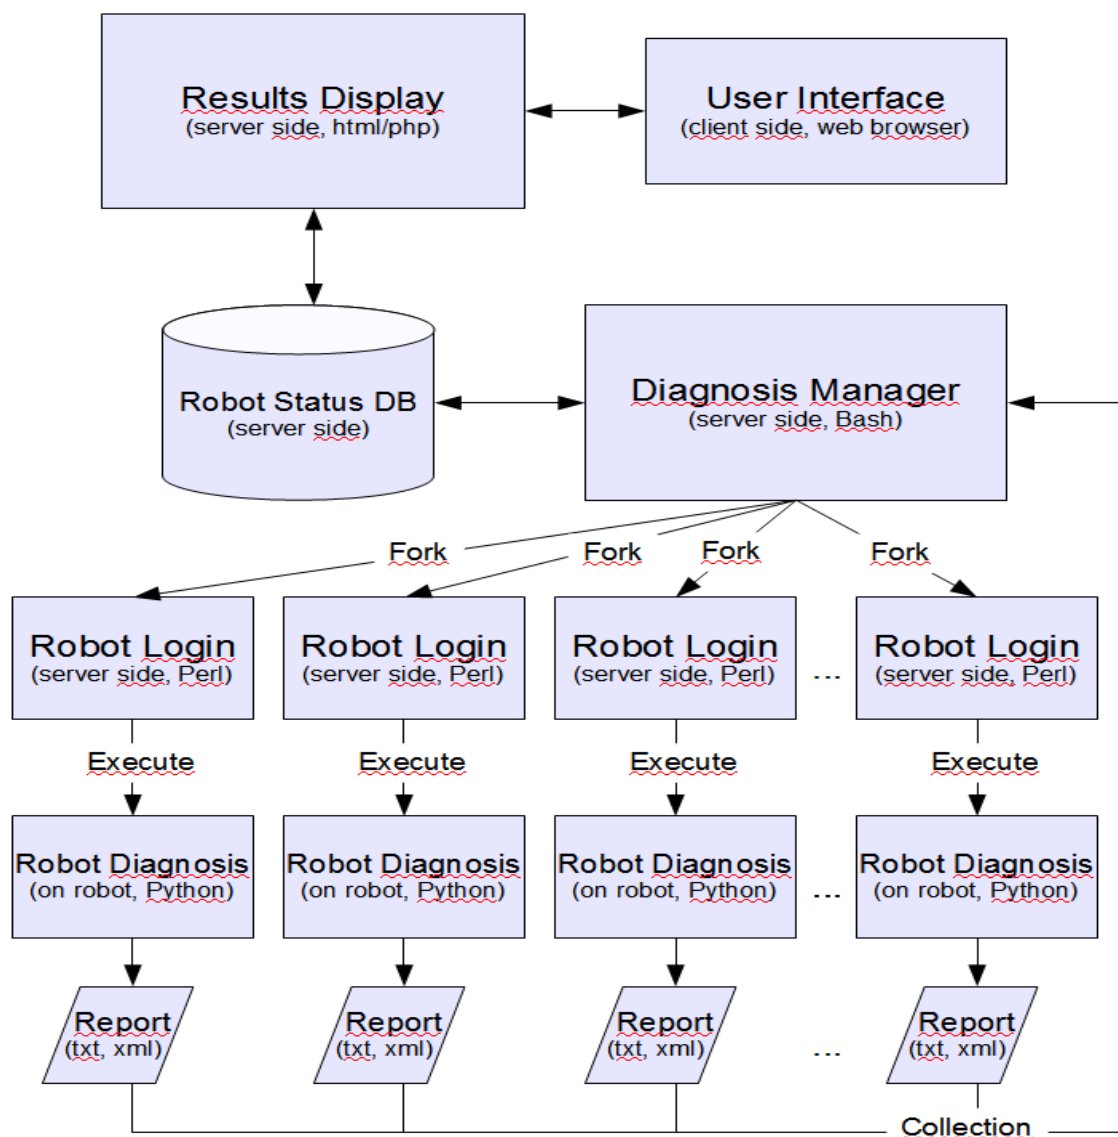 Results Display
(server side, html/php)
User Interface
(client side, web browser)
Robot Status DB
(server side)
Diagnosis Manager
(server side, Bash)
Fork
Fork
Fork
Fork
Robot Login
(server side, Perl)
Robot Login
(server side, Perl)
Robot Login
(server side, Perl)
...
Robot Login
(server side, Perl)
Execute
Execute
Execute
Execute
Robot Diagnosis
(on robot, Python)
Robot Diagnosis
(on robot, Python)
Robot Diagnosis
(on robot, Python)
...
Robot Diagnosis
(on robot, Python)
Report
(txt, xml)
Report
(txt, xml)
Report
(txt, xml)
...
Report
(txt, xml)
Collection